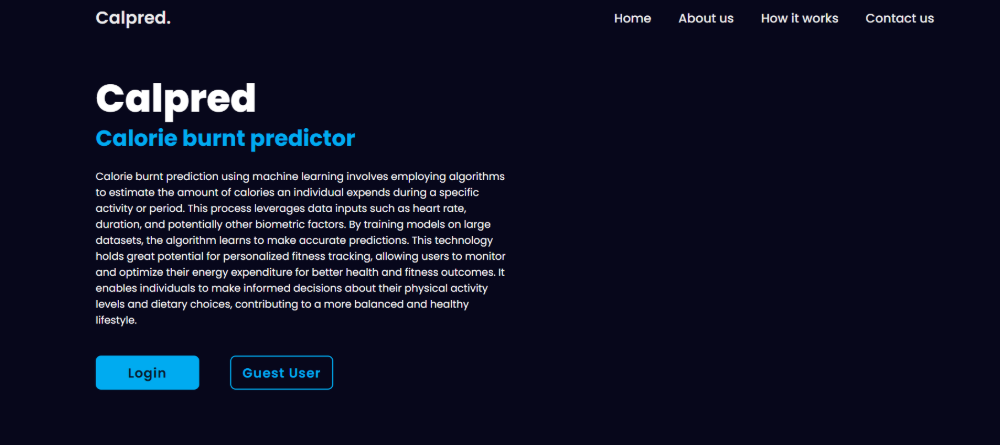 Calpred.
Home About us How it works Contact us
Calpred
Calorie burnt predictor
Calorie burnt prediction using machine learning involves employing algorithms
to estimate the amount of calories an individual expends during a specific
activity or period. This process leverages data inputs such as heart rate,
duration, and potentially other biometric factors. By training models on large
datasets, the algorithm learns to make accurate predictions. This technology
holds great potential for personalized fitness tracking, allowing users to monitor
and optimize their energy expenditure for better health and fitness outcomes. It
enables individuals to make informed decisions about their physical activity
levels and dietary choices, contributing to a more balanced and healthy
lifestyle.
Login Guest User